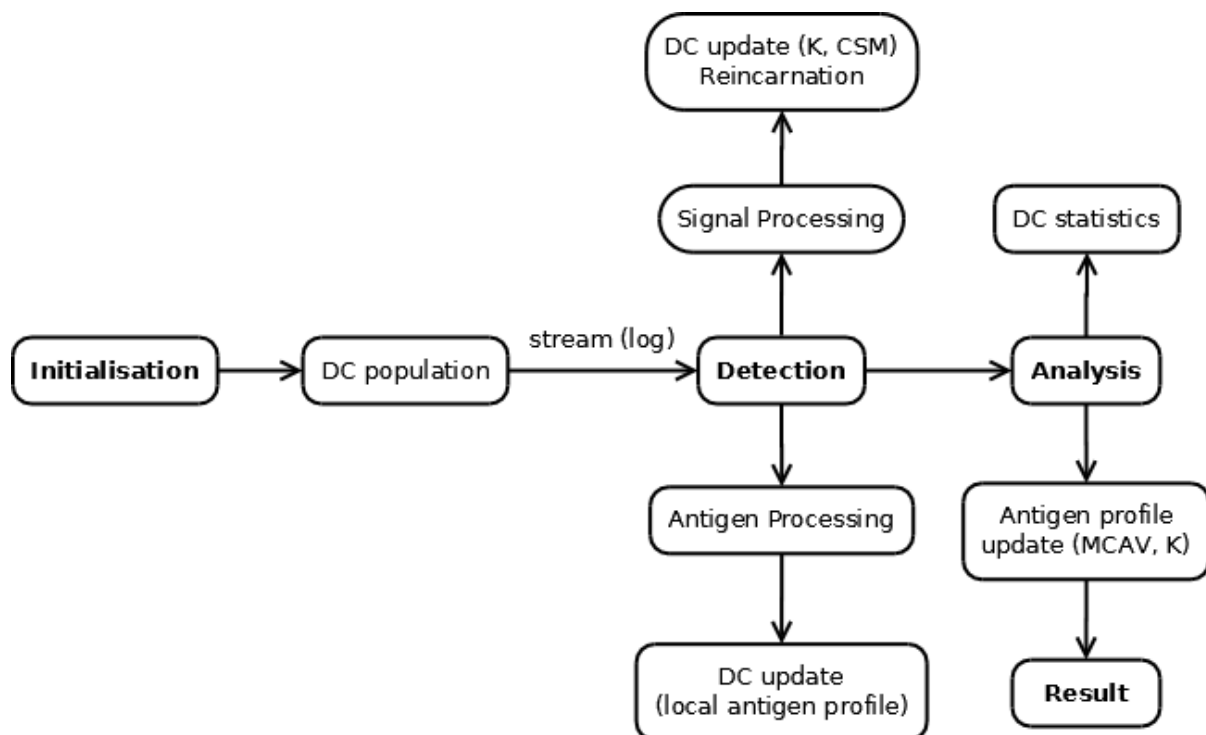 DC update (K, CSM)
Reincarnation
Signal Processing
DC statistics
stream (log)
Initialisation
DC population
Detection
Analysis
Antigen Processing
Antigen profile
update (MCAV, K)
DC update
(local antigen profile)
Result